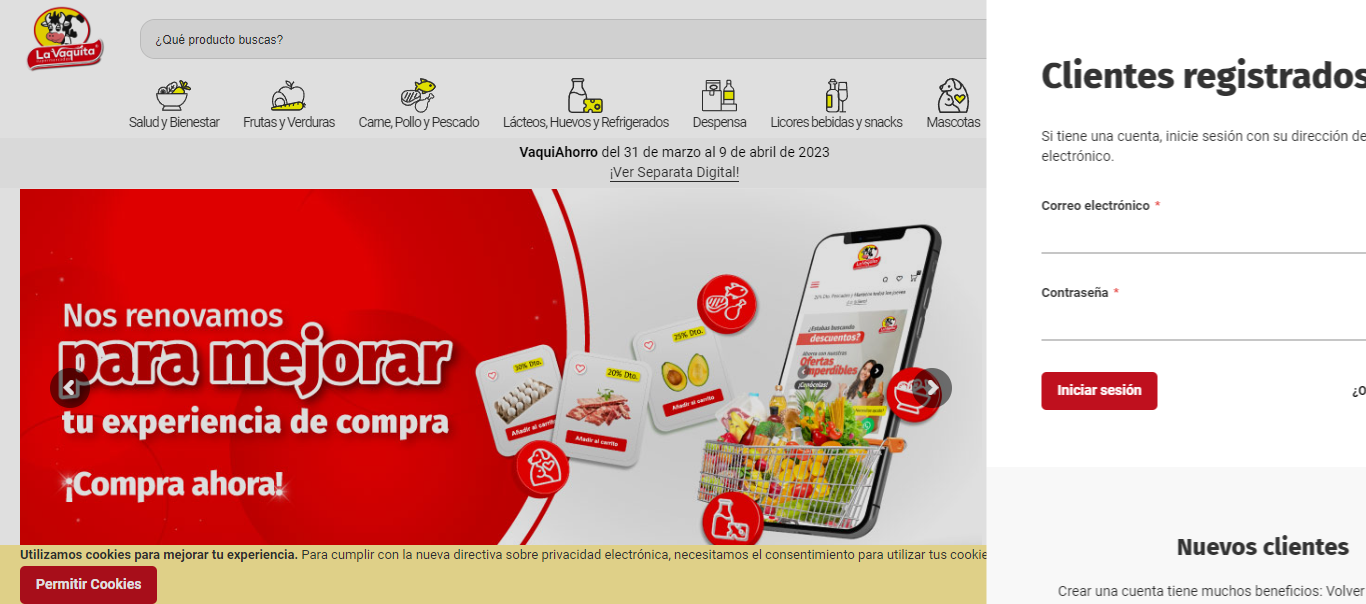 La Vaquita
¿Qué producto buscas?
Salud y Bienestar
Frutas y Verduras
Carne, Pollo y Pescado
Lácteos, Huevos y Refrigerados
Despensa
Licores bebidas y snacks
Mascotas
VaquiAhorro del 31 de marzo al 9 de abril de 2023
¡Ver Separata Digital!
Nos renovamos
para mejorar
tu experiencia de compra
¡Compra ahora!
30% Dto.
Añadir al carrito
20% Dto.
Añadir al carrito
25% Dto.
Añadir al carrito
La Vaquita
¿Estabas buscando
descuentos?
Ahorra con nuestras
Ofertas
imperdibles
¡Conócelas!
Utilizamos cookies para mejorar tu experiencia. Para cumplir con la nueva directiva sobre privacidad electrónica, necesitamos el consentimiento para utilizar tus cookie
Permitir Cookies
Clientes registrados
Si tiene una cuenta, inicie sesión con su dirección de
electrónico.
Correo electrónico *
Contraseña *
Iniciar sesión
¿O
Nuevos clientes
Crear una cuenta tiene muchos beneficios: Volver